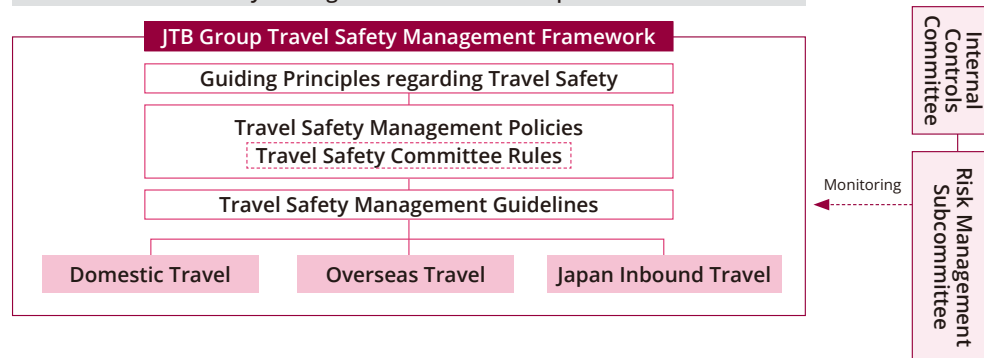 JTB Group Travel Safety Management Framework
Guiding Principles regarding Travel Safety
Travel Safety Management Policies
Travel Safety Committee Rules
Travel Safety Management Guidelines
Domestic Travel
Overseas Travel
Japan Inbound Travel
Monitoring
Internal
Controls
Committee
Risk Management
Subcommittee